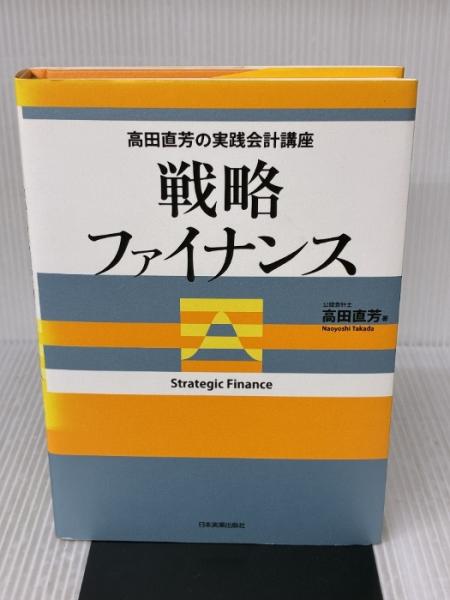 高田直芳の実践会計講座
戦略
ファイナンス
公認会計士
高田直芳 著
Naoyoshi Takada
Strategic Finance
日本実業出版社